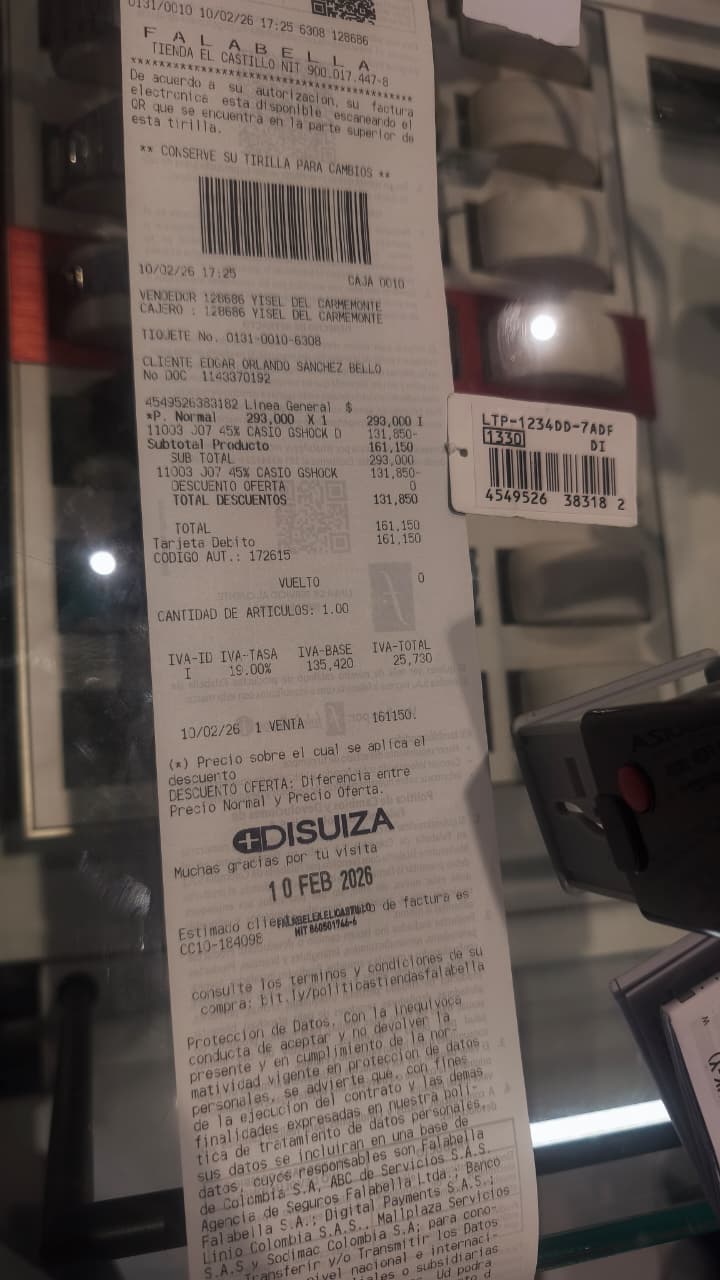 0131/0010 10/02/26 17:25 6308 128686
F A L A B E L L A
TIENDA EL CASTILLO NIT 900.017.447-8
****************************************
De acuerdo a su autorizacion, su factura
electronica esta disponible escaneando el
QR que se encuentra en la parte superior de
esta tirilla.
** CONSERVE SU TIRILLA PARA CAMBIOS **
10/02/26 17:25 CAJA 0010
VENDEDOR 128686 YISEL DEL CARMEMONTE
CAJERO : 128686 YISEL DEL CARMEMONTE
TIQUETE No. 0131-0010-6308
CLIENTE EDGAR ORLANDO SANCHEZ BELLO
No DOC 1143370192
4549526383182 Linea General $
*P. Normal 293,000 X 1 293,000 I
11003 J07 45% CASIO GSHOCK D 131,850-
Subtotal Producto 161,150
SUB TOTAL 293,000
11003 J07 45% CASIO GSHOCK 131,850-
DESCUENTO OFERTA 0
TOTAL DESCUENTOS 131,850
TOTAL 161,150
Tarjeta Debito 161,150
CODIGO AUT.: 172615
VUELTO 0
CANTIDAD DE ARTICULOS: 1.00
IVA-ID IVA-TASA IVA-BASE IVA-TOTAL
I 19.00% 135,420 25,730
10/02/26 1 VENTA 161150.
(*) Precio sobre el cual se aplica el
descuerto
DESCUENTO OFERTA: Diferencia entre
Precio Normal y Precio Oferta.
DISUIZA
Muchas gracias por tu visita
10 FEB 2026
Estimado de factura es
FALABELLA EL CASTILLO
NIT 860501746-6
CC10-184098
consulte los terminos y condiciones de su
compra: bit.ly/politicastiendasfalabella
Proteccion de Datos. Con la inequivoca
conducta de aceptar y no devolver la
presente y en cumplimiento de la nor-
matividad vigente en proteccion de datos
personales, se advierte que, con fines
de la ejecucion del contrato y las demas
finalidades expresadas en nuestra poli-
tica de tratamiento de datos personales,
sus datos se incluiran en una base de
datos, cuyos responsables son Falabella
de Colombia S.A, ABC de Servicios S.A.S.
Agencia de Seguros Falabella Ltda.; Banco
Falabella S.A.; Digital Payments S.A.S.;
Linio Colombia S.A.S., Mallplaza Servicios
S.A.S y Sodimac Colombia S.A; para cono-
Transferir y/o Transmitir los Datos
nivel nacional e internaci-
o subsidiarias
Ud podra
LTP-1234DD-7ADF
1330 DI
4549526 38318 2